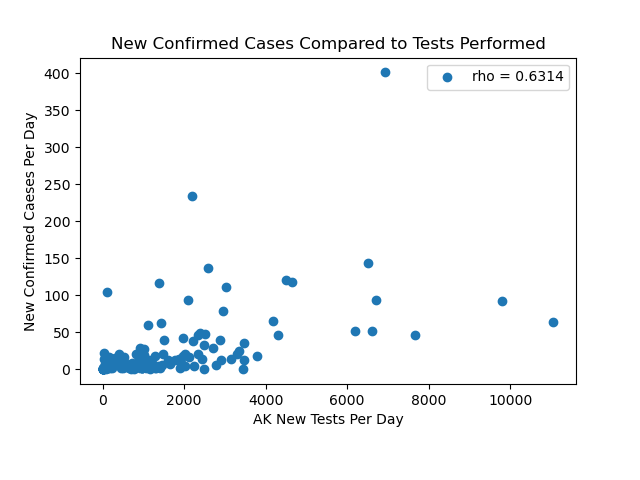 New Confirmed Cases Compared to Tests Performed
rho = 0.6314
400
350
300
250
200
150
100
50
0
New Confirmed Caeses Per Day
0 2000 4000 6000 8000 10000
AK New Tests Per Day